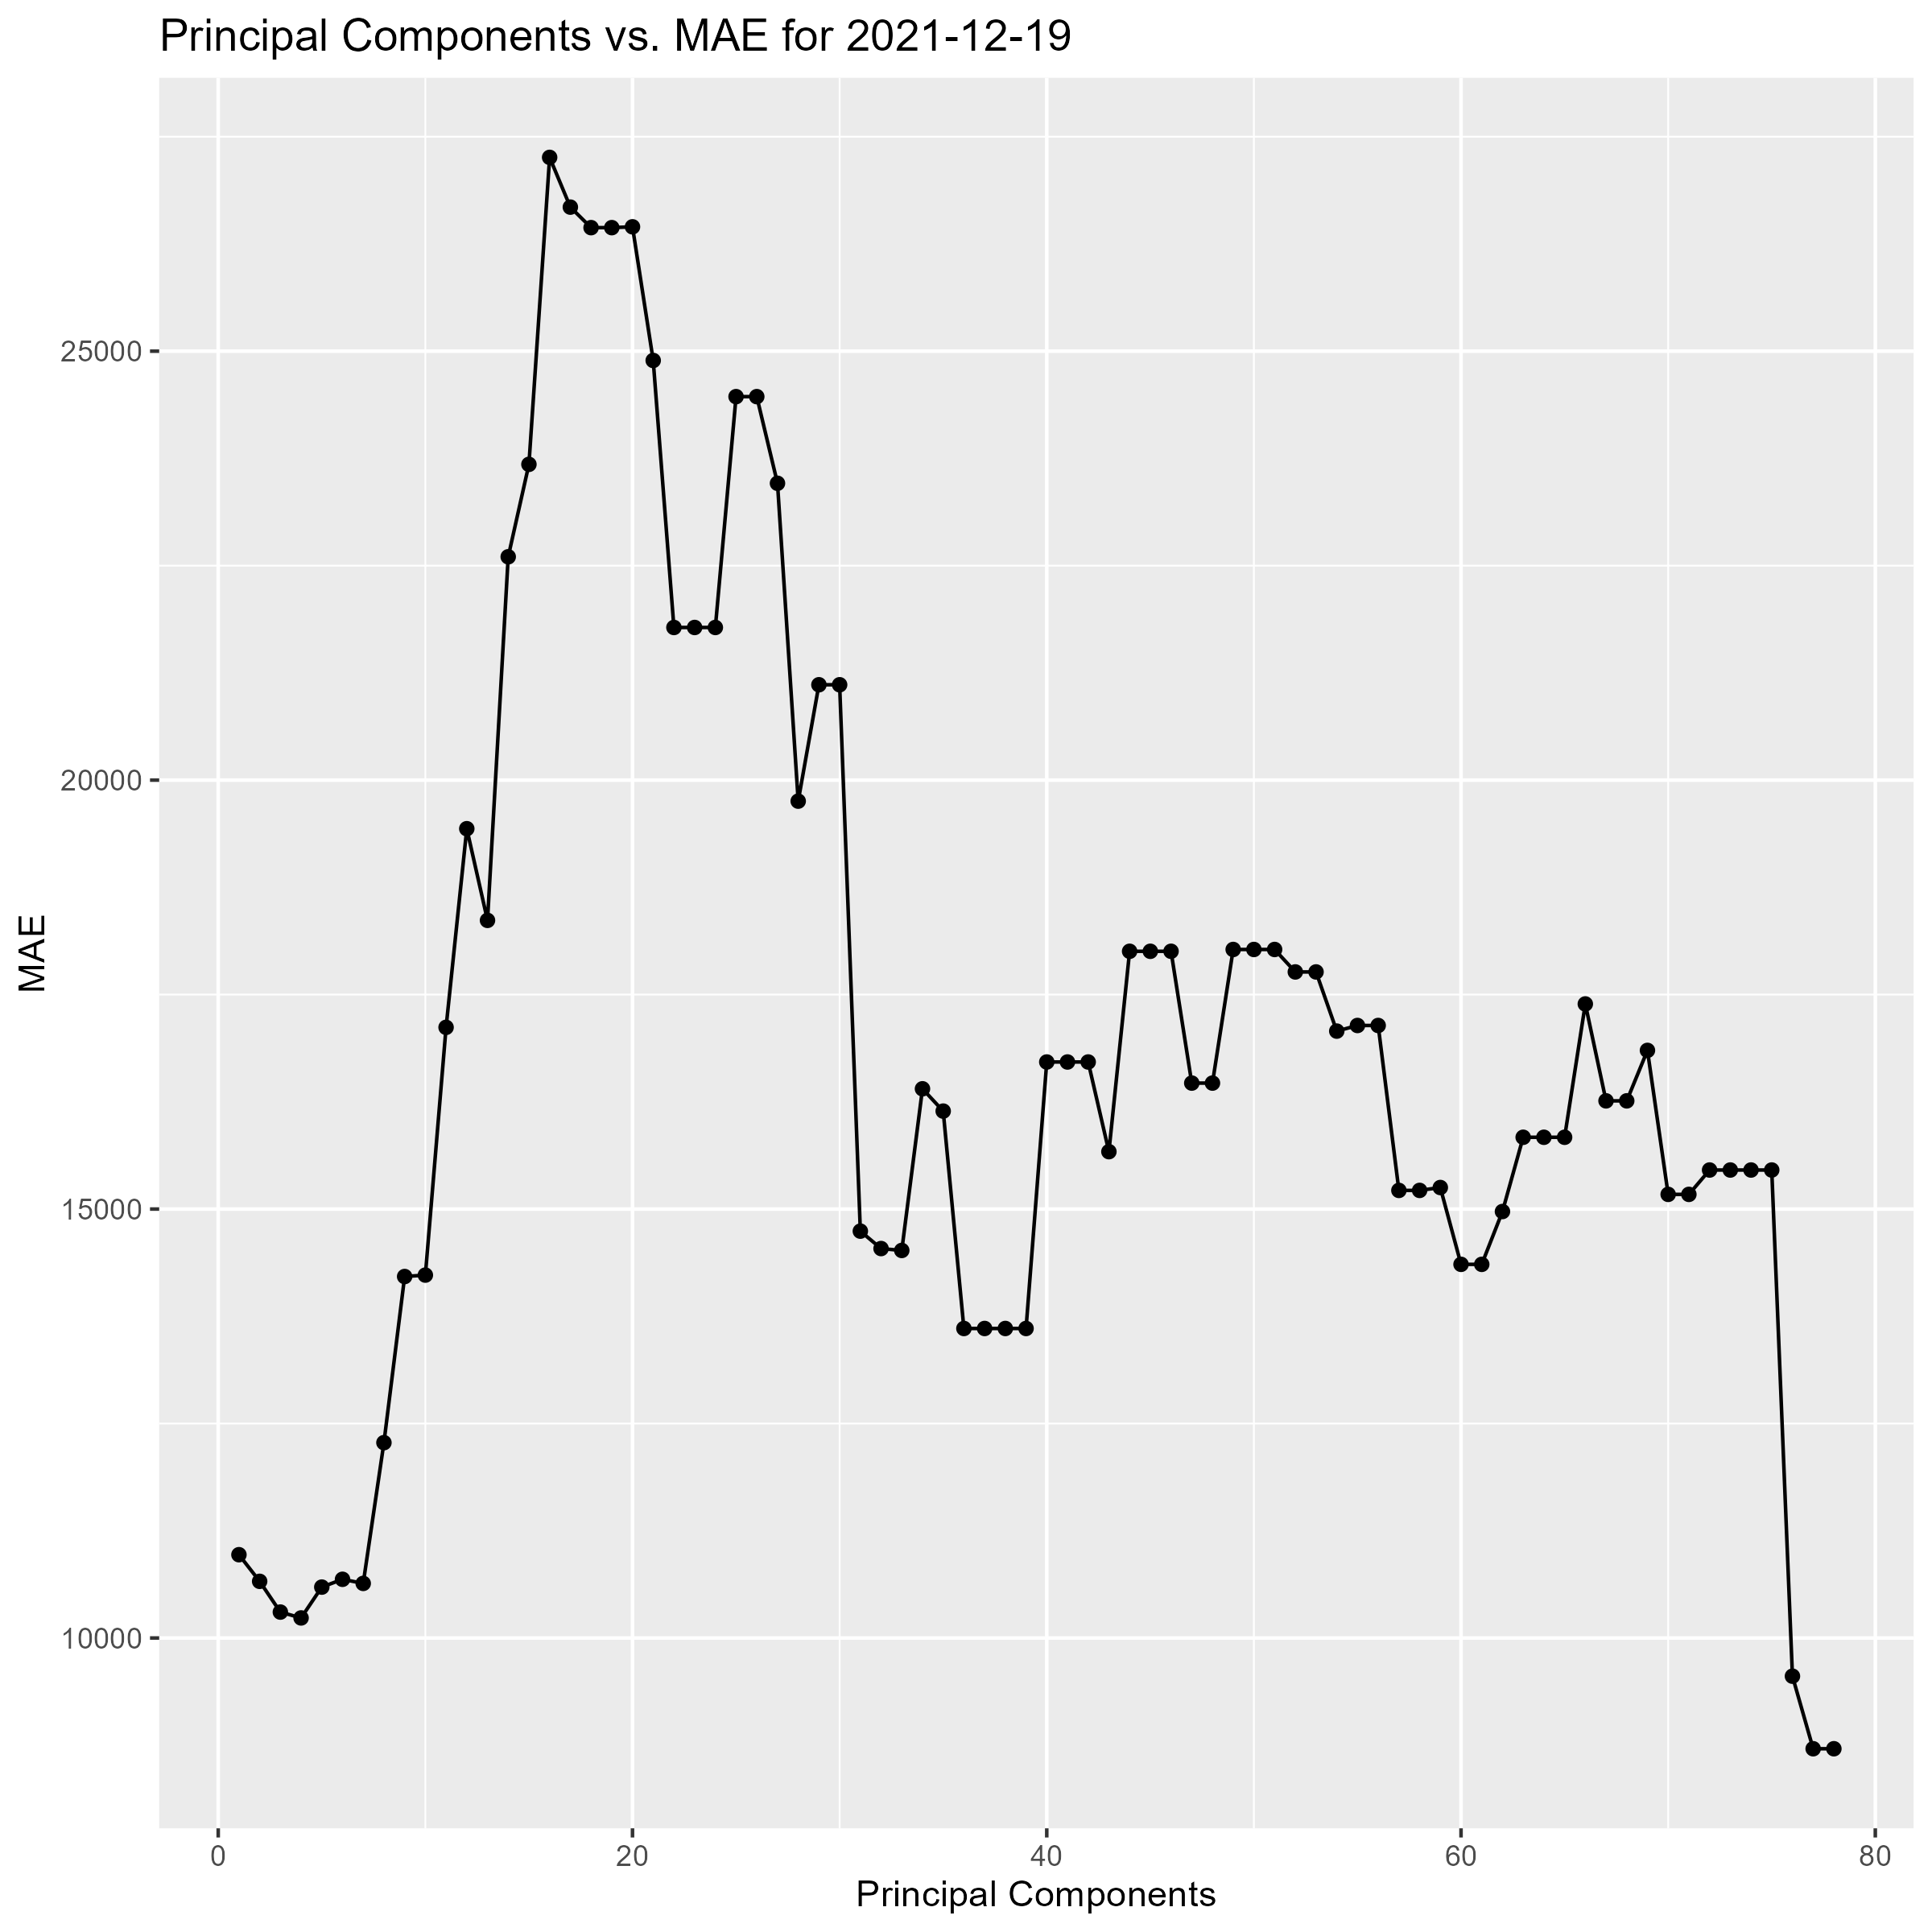 Principal Components vs. MAE for 2021-12-19
MAE
25000
20000
15000
10000
0 20 40 60 80
Principal Components